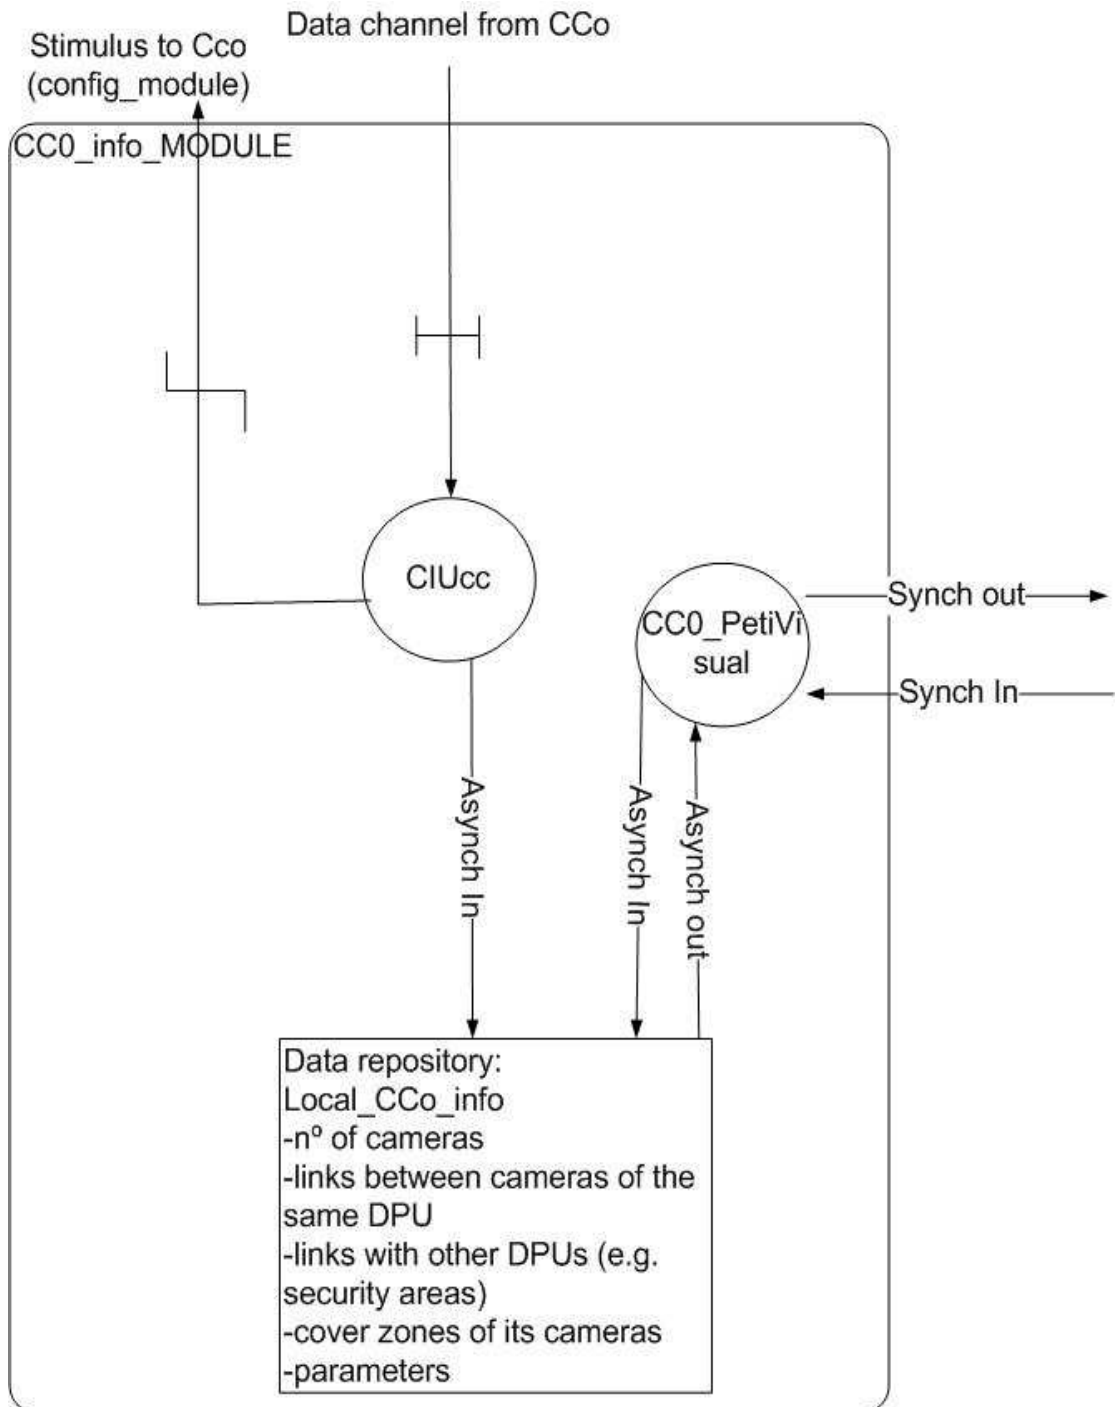 Data channel from CCo
Stimulus to Cco
(config_module)
CC0_info_MODULE
CIUcc
CC0_PetiVi
sual
Synch out
Synch In
Asynch In
Asynch In
Asynch out
Data repository:
Local_CCo_info
-nº of cameras
-links between cameras of the
same DPU
-links with other DPUs (e.g.
security areas)
-cover zones of its cameras
-parameters